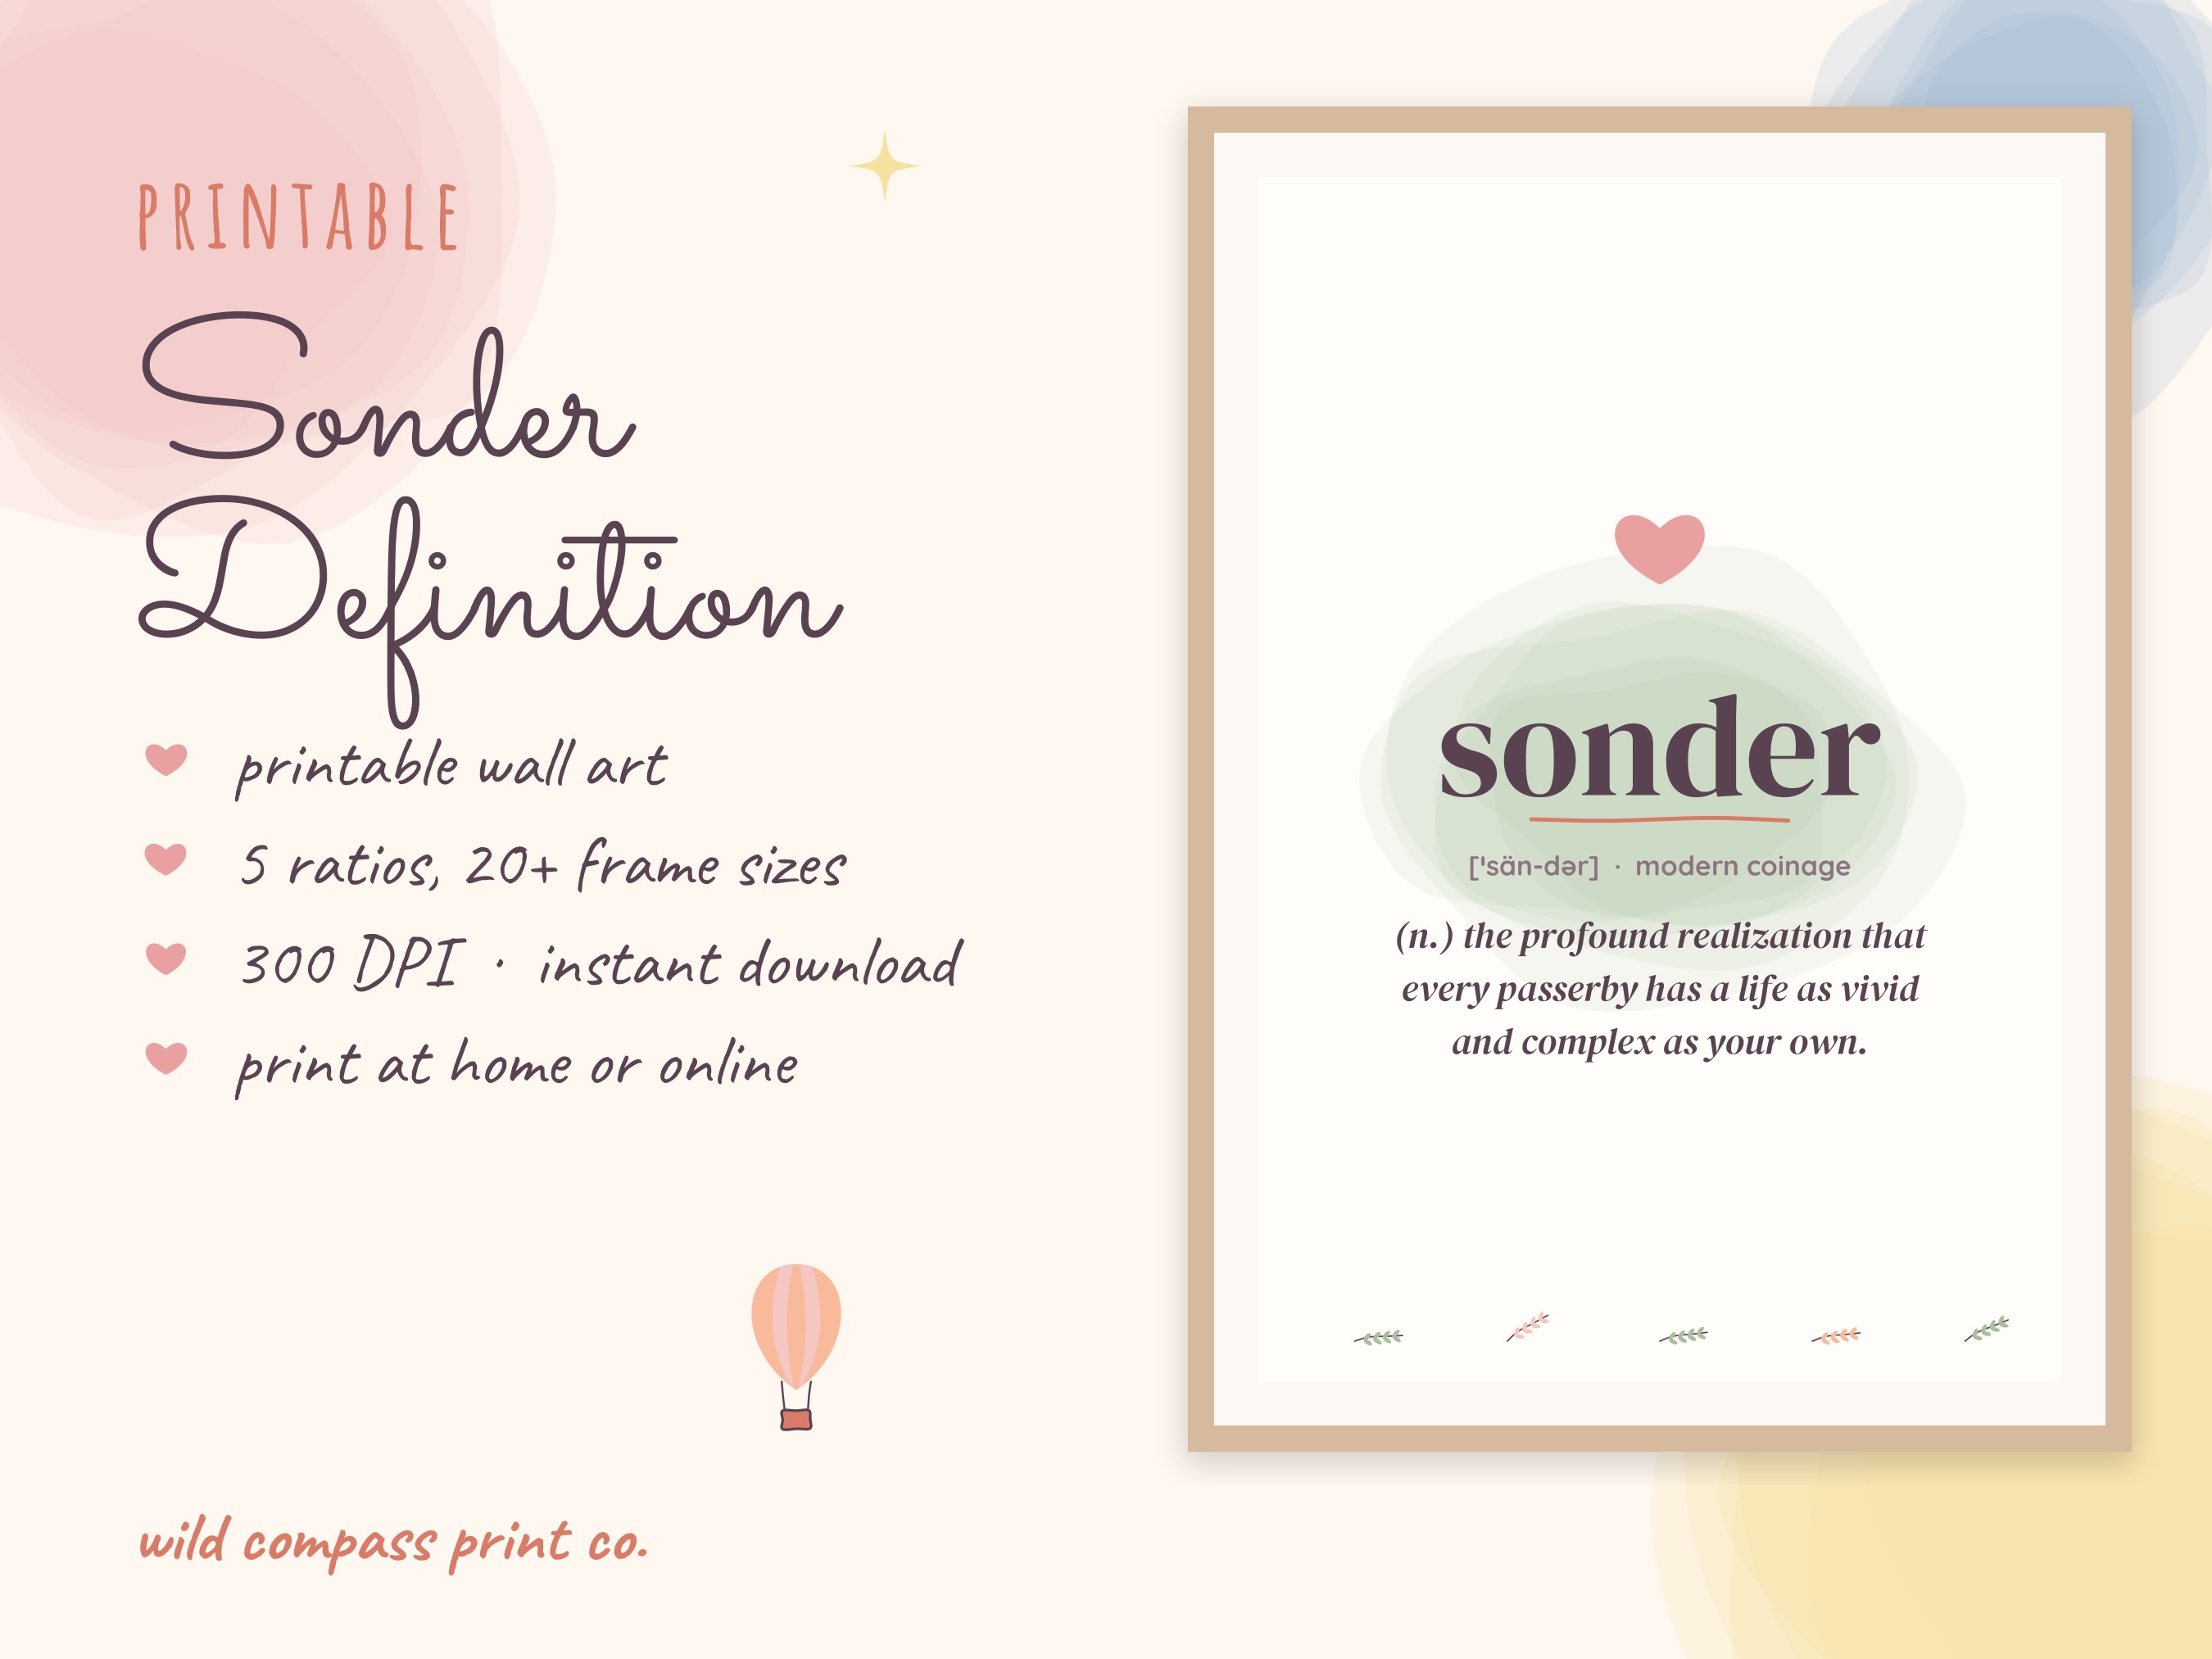 PRINTABLE
Sonder
Definition
printable wall art
5 ratios, 20+ frame sizes
300 DPI · instant download
print at home or online
wild compass print co.
sonder
['sän-dər] · modern coinage
(n.) the profound realization that
every passerby has a life as vivid
and complex as your own.